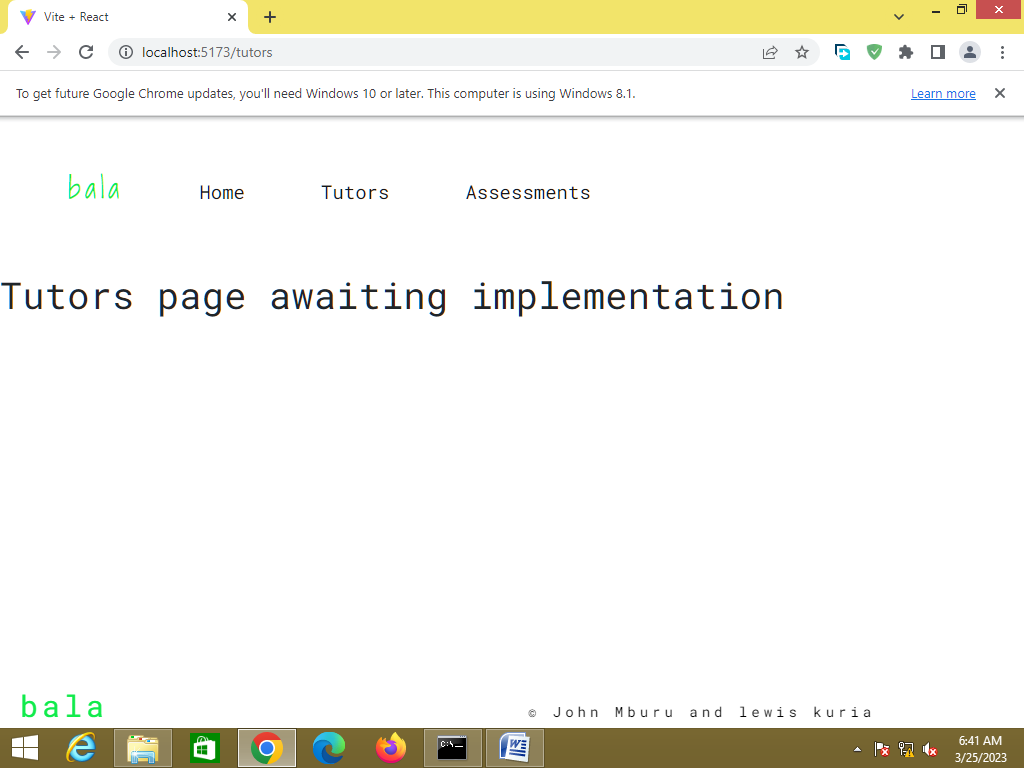 Vite + React
localhost:5173/tutors
To get future Google Chrome updates, you'll need Windows 10 or later. This computer is using Windows 8.1.
Learn more
bala
Home
Tutors
Assessments
Tutors page awaiting implementation
bala
© John Mburu and lewis kuria
C:\_
W
6:41 AM
3/25/2023